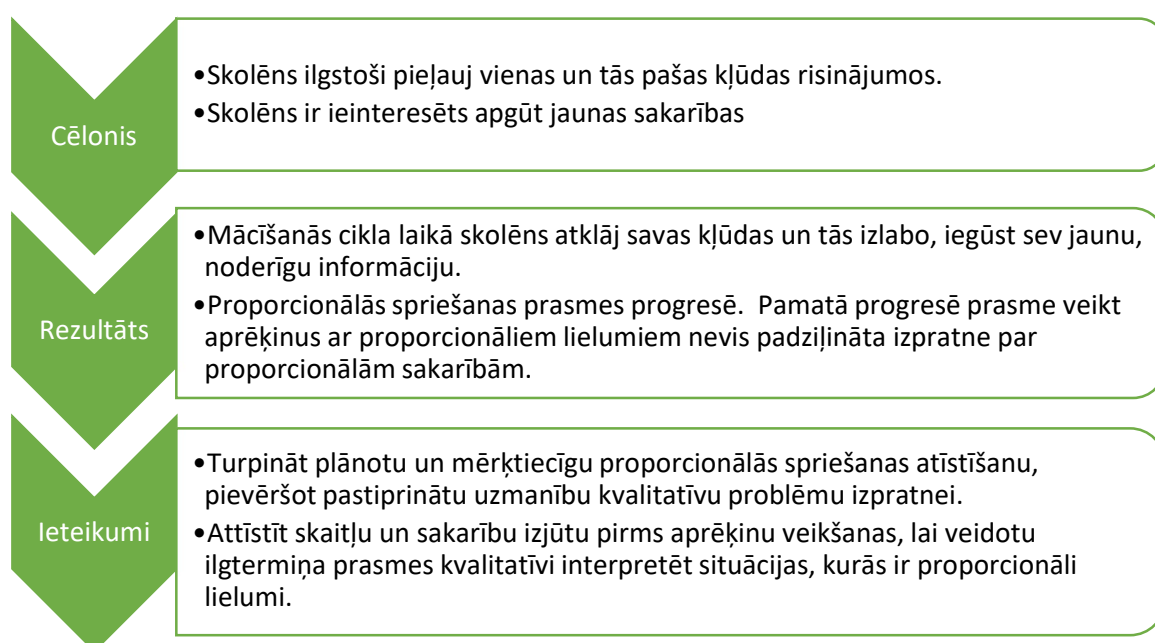 Cēlonis
•Skolēns ilgstoši pieļauj vienas un tās pašas kļūdas risinājumos.
•Skolēns ir ieinteresēts apgūt jaunas sakarības
Rezultāts
•Mācīšanās cikla laikā skolēns atklāj savas kļūdas un tās izlabo, iegūst sev jaunu,
noderīgu informāciju.
•Proporcionālās spriešanas prasmes progresē.  Pamatā progresē prasme veikt
aprēķinus ar proporcionāliem lielumiem nevis padziļināta izpratne par
proporcionālām sakarībām.
Ieteikumi
•Turpināt plānotu un mērķtiecīgu proporcionālās spriešanas atīstīšanu,
pievēršot pastiprinātu uzmanību kvalitatīvu problēmu izpratnei.
•Attīstīt skaitļu un sakarību izjūtu pirms aprēķinu veikšanas, lai veidotu
ilgtermiņa prasmes kvalitatīvi interpretēt situācijas, kurās ir proporcionāli
lielumi.